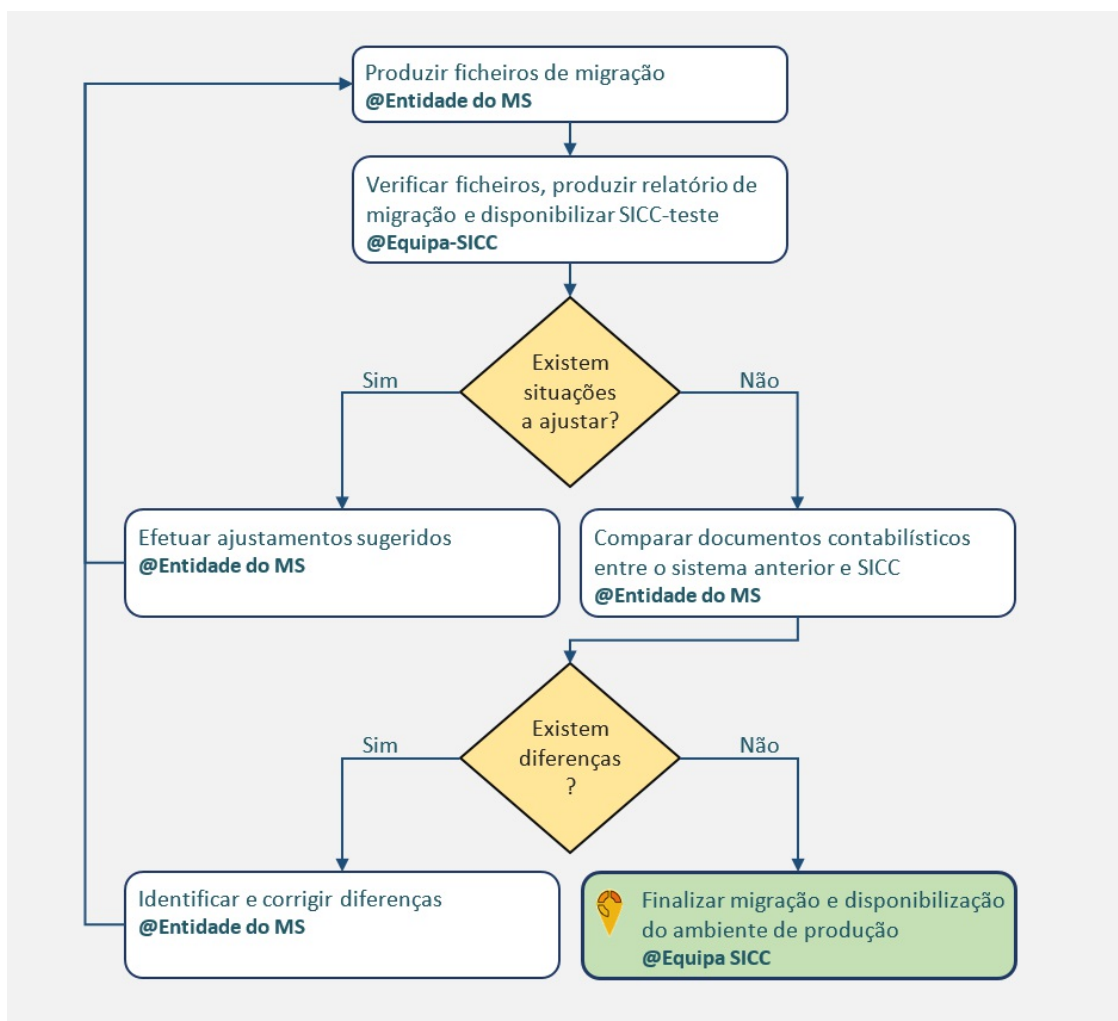 Produzir ficheiros de migração
@Entidade do MS
Verificar ficheiros, produzir relatório de
migração e disponibilizar SICC-teste
@Equipa-SICC
Existem
situações
a ajustar?
Sim
Não
Efetuar ajustamentos sugeridos
@Entidade do MS
Comparar documentos contabilísticos
entre o sistema anterior e SICC
@Entidade do MS
Existem
diferenças
?
Sim
Não
Identificar e corrigir diferenças
@Entidade do MS
Finalizar migração e disponibilização
do ambiente de produção
@Equipa SICC